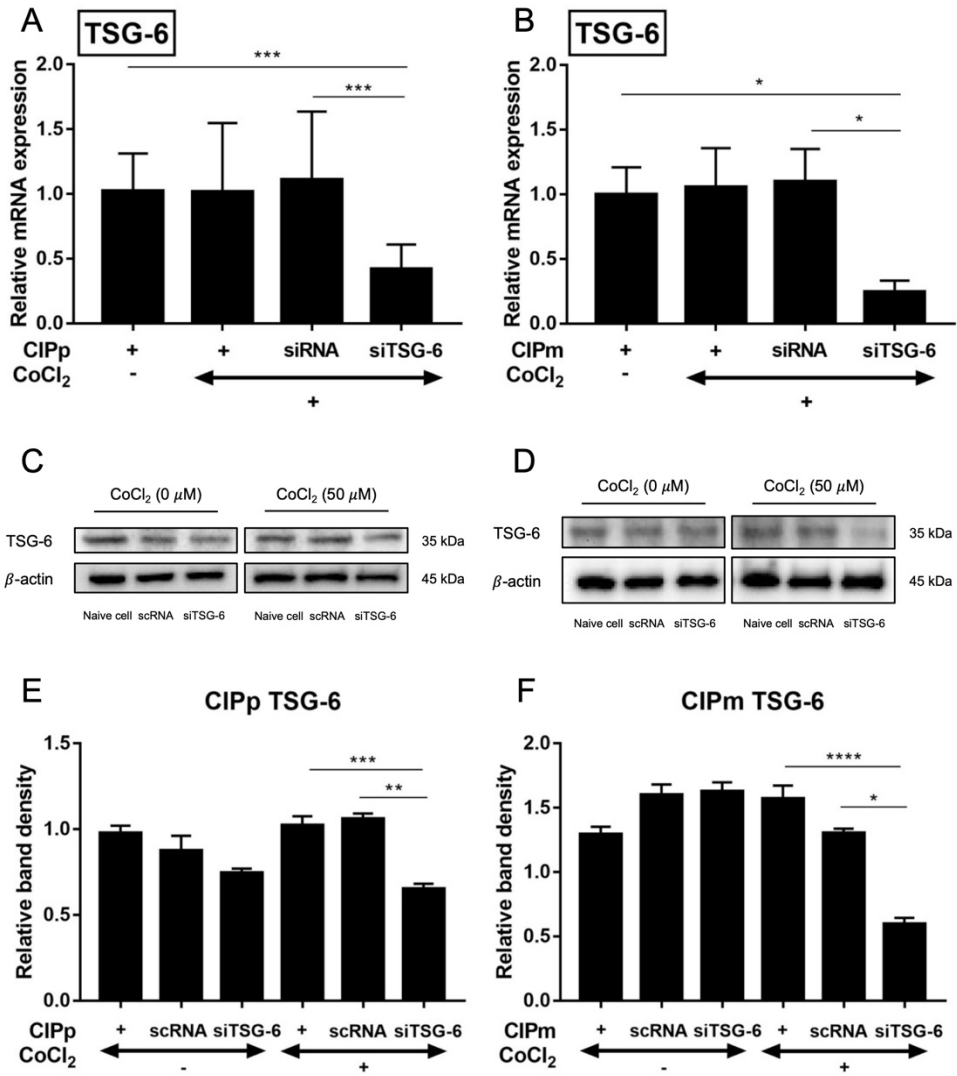 A
TSG-6
Relative mRNA expression
2.0
1.5
1.0
0.5
0.0
***
***
CIPp + + siRNA siTSG-6
CoCl2 -
+
B
TSG-6
Relative mRNA expression
2.0
1.5
1.0
0.5
0.0
*
*
CIPm + + siRNA siTSG-6
CoCl2 -
+
C
CoCl2 (0 μM) CoCl2 (50 μM)
TSG-6 35 kDa
β-actin 45 kDa
Naive cell scRNA siTSG-6 Naive cell scRNA siTSG-6
D
CoCl2 (0 μM) CoCl2 (50 μM)
TSG-6 35 kDa
β-actin 45 kDa
Naive cell scRNA siTSG-6 Naive cell scRNA siTSG-6
E
CIPp TSG-6
Relative band density
1.5
1.0
0.5
0.0
***
**
CIPp + scRNA siTSG-6 + scRNA siTSG-6
CoCl2
- +
F
CIPm TSG-6
Relative band density
2.0
1.5
1.0
0.5
0.0
****
*
CIPm + scRNA siTSG-6 + scRNA siTSG-6
CoCl2
- +